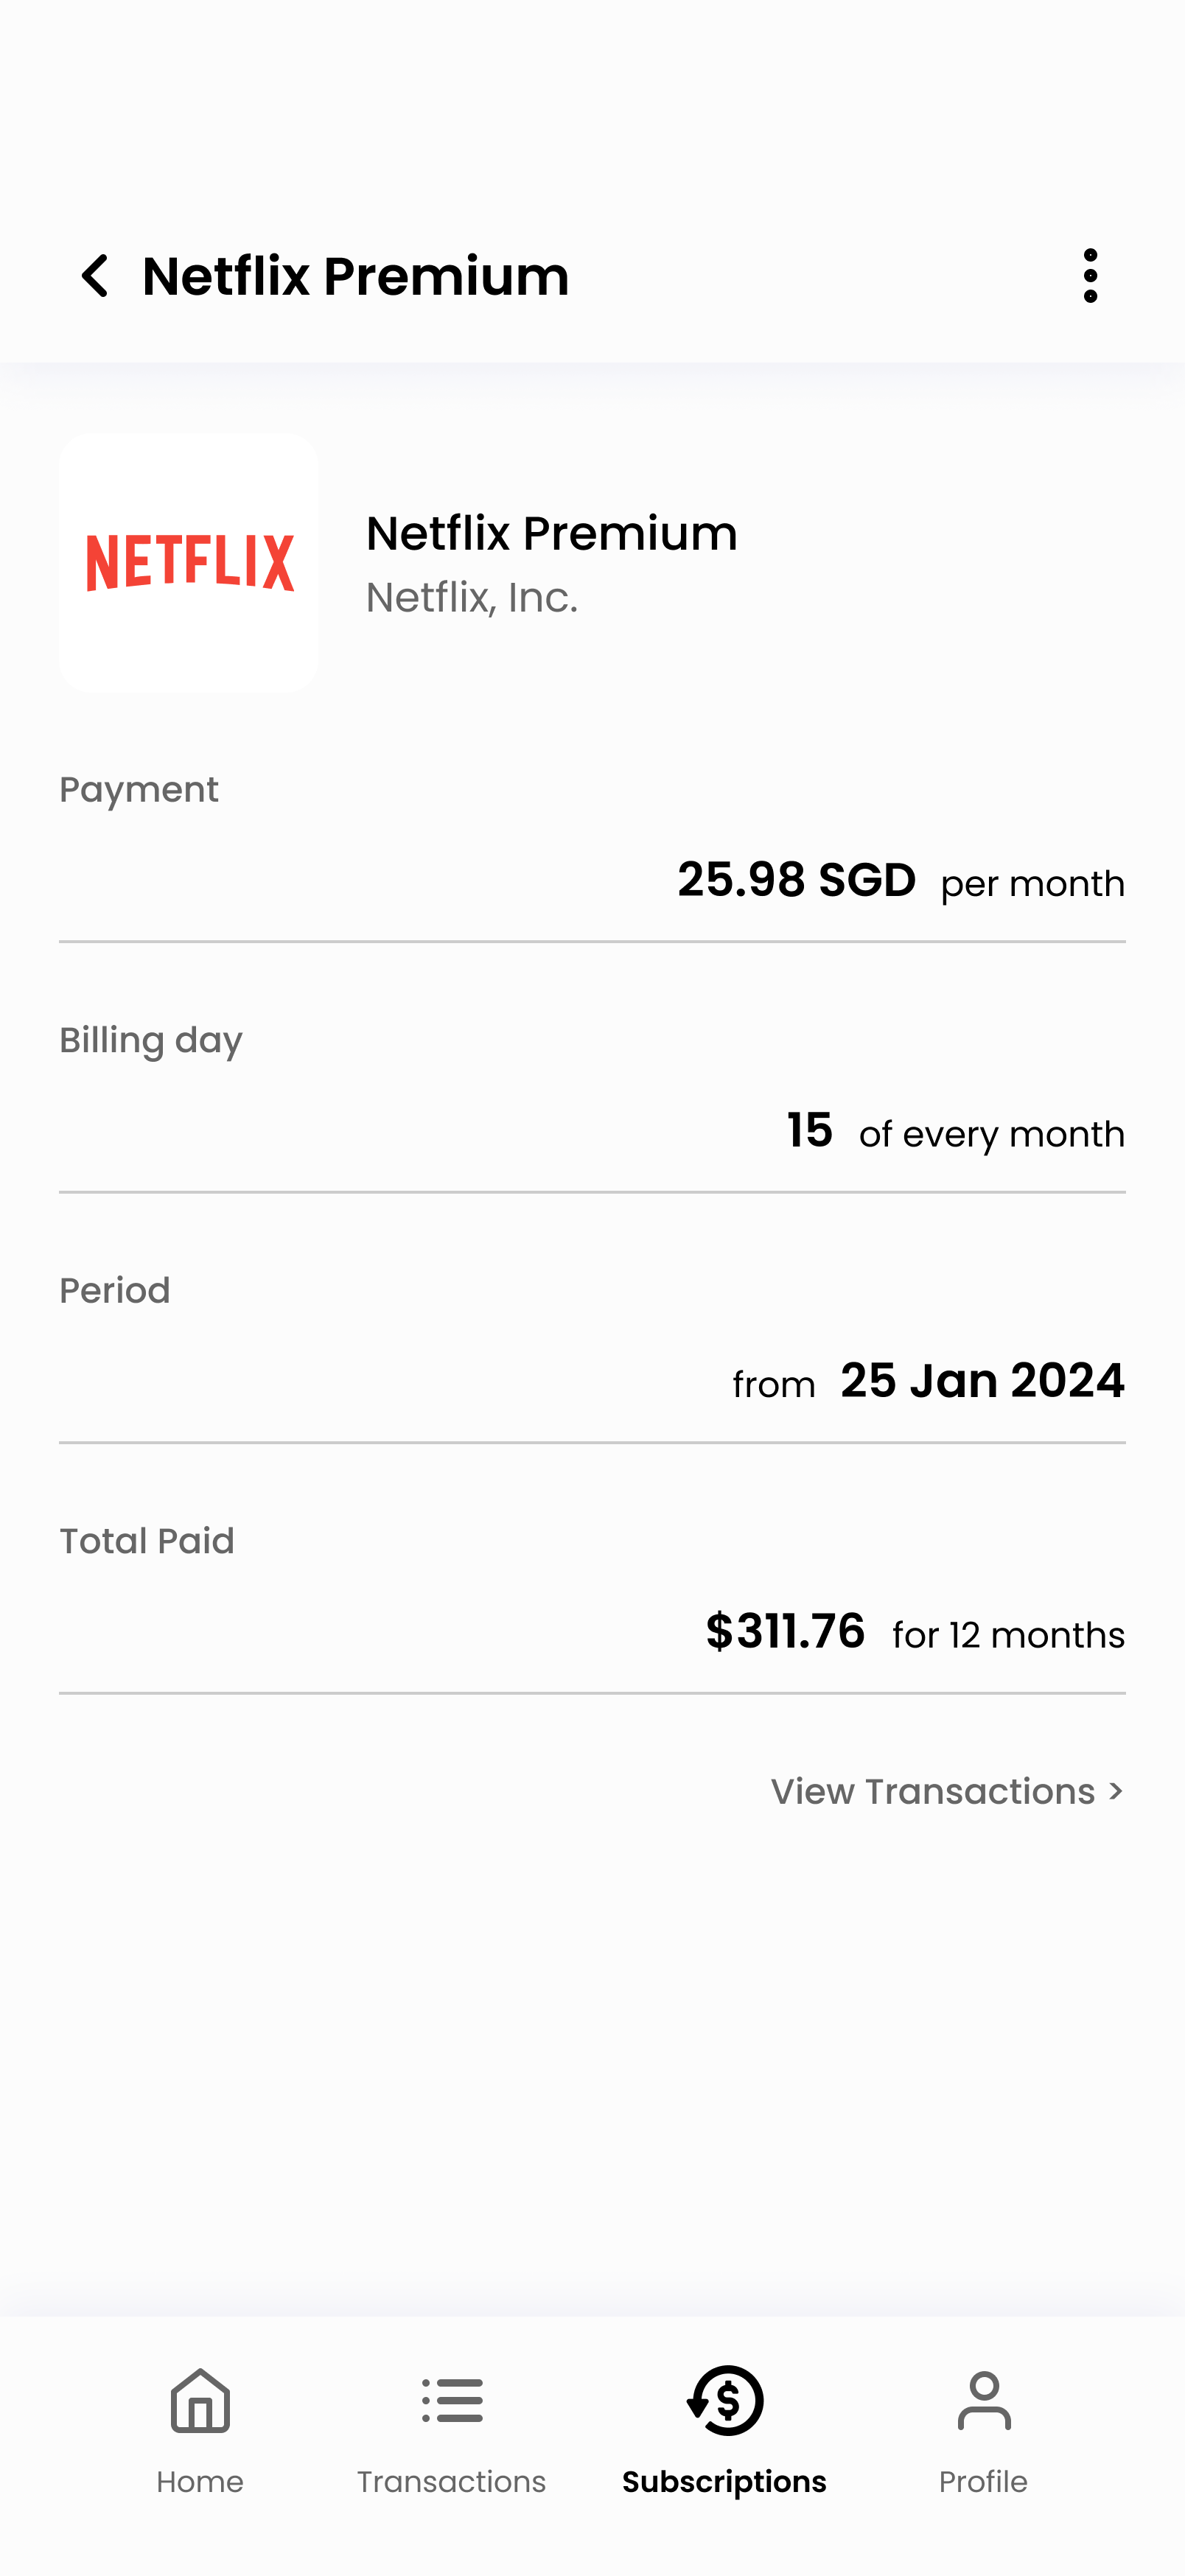 Netflix Premium
NETFLIX
Netflix Premium
Netflix, Inc.
Payment
25.98 SGD per month
Billing day
15 of every month
Period
from 25 Jan 2024
Total Paid
$311.76 for 12 months
View Transactions >
Home Transactions Subscriptions Profile